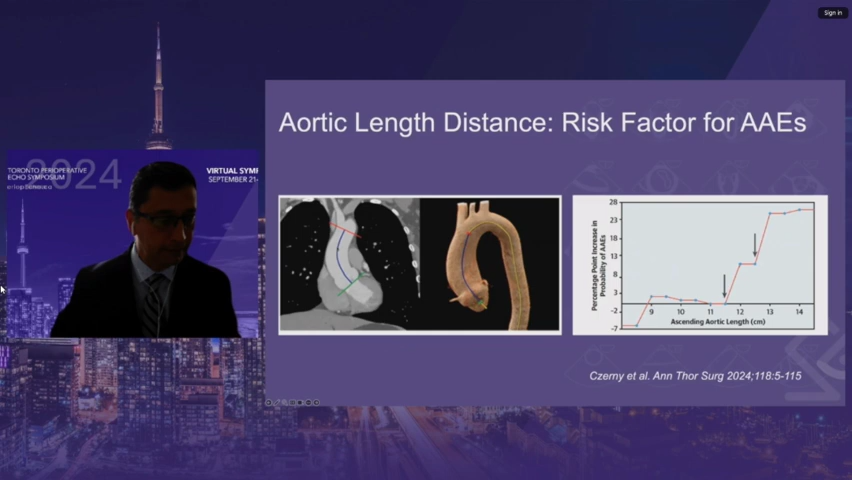 Sign in
Aortic Length Distance: Risk Factor for AAEs
2024
TORONTO PERIOPERATIVE
ECHO SYMPOSIUM
VIRTUAL SYMP
SEPTEMBER 21-
Percentage Point Increase in
Probability of AAEs
28
23
18
13
8
3
-2
-7
9
10
11
12
13
14
Ascending Aortic Length (cm)
Czerny et al. Ann Thor Surg 2024;118:5-115